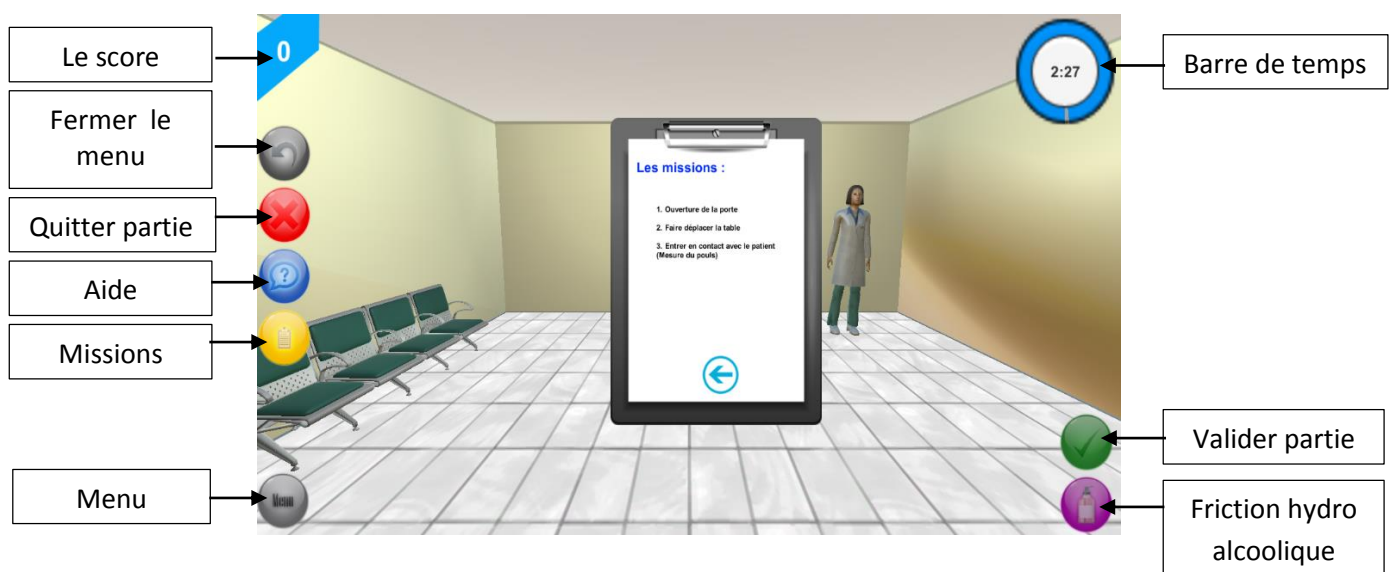 Le score
Fermer le
menu
Quitter partie
Aide
Missions
Menu
0
2:27
Les missions :
1. Ouverture de la porte
2. Faire déplacer la table
3. Entrer en contact avec le patient
(Mesure du pouls)
?
Menu
Barre de temps
Valider partie
Friction hydro
alcoolique